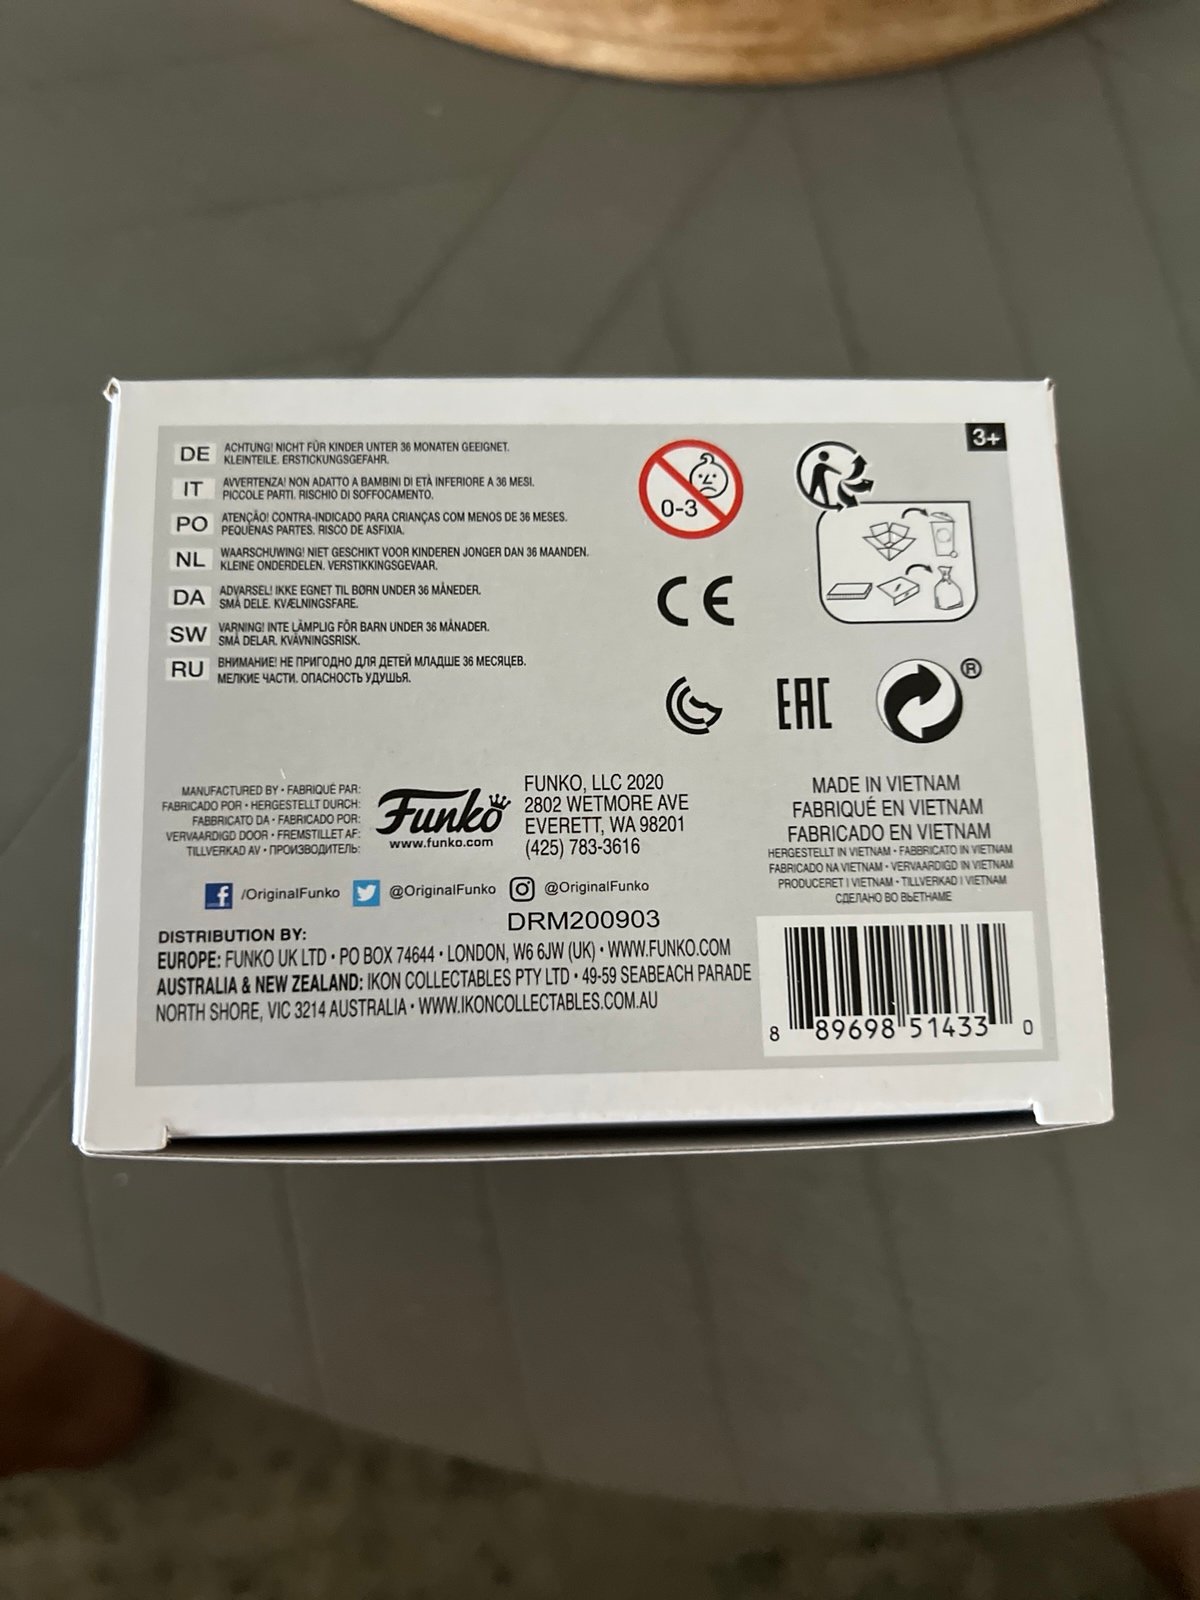 3+
DE ACHTUNG! NICHT FÜR KINDER UNTER 36 MONATEN GEEIGNET.
KLEINTEILE. ERSTICKUNGSGEFAHR.
IT AVVERTENZA! NON ADATTO A BAMBINI DI ETÀ INFERIORE A 36 MESI.
PICCOLE PARTI. RISCHIO DI SOFFOCAMENTO.
PO ATENÇÃO! CONTRA-INDICADO PARA CRIANÇAS COM MENOS DE 36 MESES.
PEQUENAS PARTES. RISCO DE ASFIXIA.
NL WAARSCHUWING! NIET GESCHIKT VOOR KINDEREN JONGER DAN 36 MAANDEN.
KLEINE ONDERDELEN. VERSTIKKINGSGEVAAR.
DA ADVARSEL! IKKE EGNET TIL BØRN UNDER 36 MÅNEDER.
SMÅ DELE. KVÆLNINGSFARE.
SW VARNING! INTE LÄMPLIG FÖR BARN UNDER 36 MÅNADER.
SMÅ DELAR. KVÄVNINGSRISK.
RU ВНИМАНИЕ! НЕ ПРИГОДНО ДЛЯ ДЕТЕЙ МЛАДШЕ 36 МЕСЯЦЕВ.
МЕЛКИЕ ЧАСТИ. ОПАСНОСТЬ УДУШЬЯ.
0-3
CE
EAC
®
MANUFACTURED BY • FABRIQUÉ PAR:
FABRICADO POR • HERGESTELLT DURCH:
FABBRICATO DA • FABRICADO POR:
VERVAARDIGD DOOR • FREMSTILLET AF:
TILLVERKAD AV • ПРОИЗВОДИТЕЛЬ:
Funko
www.funko.com
FUNKO, LLC 2020
2802 WETMORE AVE
EVERETT, WA 98201
(425) 783-3616
MADE IN VIETNAM
FABRIQUÉ EN VIETNAM
FABRICADO EN VIETNAM
HERGESTELLT IN VIETNAM • FABBRICATO IN VIETNAM
FABRICADO NA VIETNAM • VERVAARDIGD IN VIETNAM
PRODUCERET I VIETNAM • TILLVERKAD I VIETNAM
СДЕЛАНО ВО ВЬЕТНАМЕ
f /OriginalFunko @OriginalFunko @OriginalFunko
DRM200903
DISTRIBUTION BY:
EUROPE: FUNKO UK LTD • PO BOX 74644 • LONDON, W6 6JW (UK) • WWW.FUNKO.COM
AUSTRALIA & NEW ZEALAND: IKON COLLECTABLES PTY LTD • 49-59 SEABEACH PARADE
NORTH SHORE, VIC 3214 AUSTRALIA • WWW.IKONCOLLECTABLES.COM.AU
8 89698 51433 0